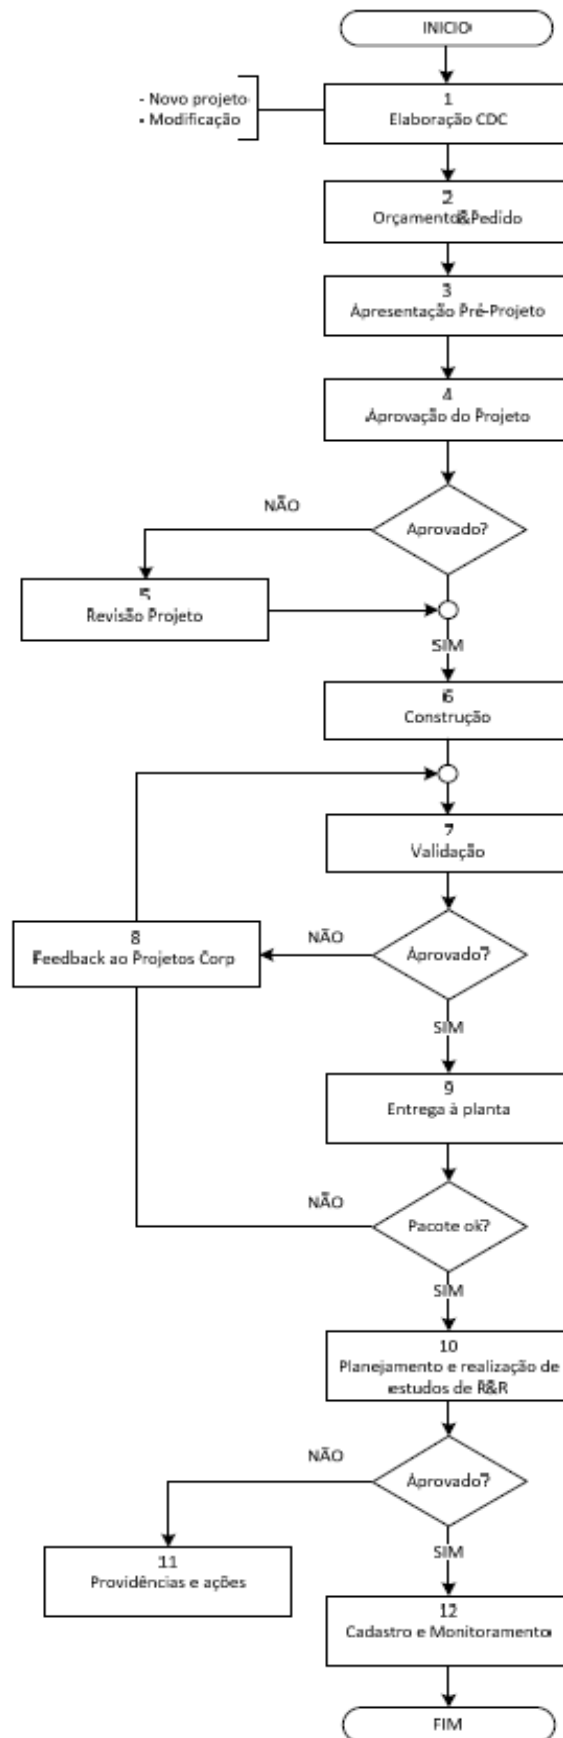 INICIO
- Novo projeto
- Modificação
1
Elaboração CDC
2
Orçamento&Pedido
3
Apresentação Pré-Projeto
4
Aprovação do Projeto
NÃO
Aprovado?
5
Revisão Projeto
SIM
6
Construção
7
Validação
8
Feedback ao Projetos Corp
NÃO
Aprovado?
SIM
9
Entrega à planta
NÃO
Pacote ok?
SIM
10
Planejamento e realização de
estudos de R&R
NÃO
Aprovado?
SIM
11
Providências e ações
12
Cadastro e Monitoramento
FIM